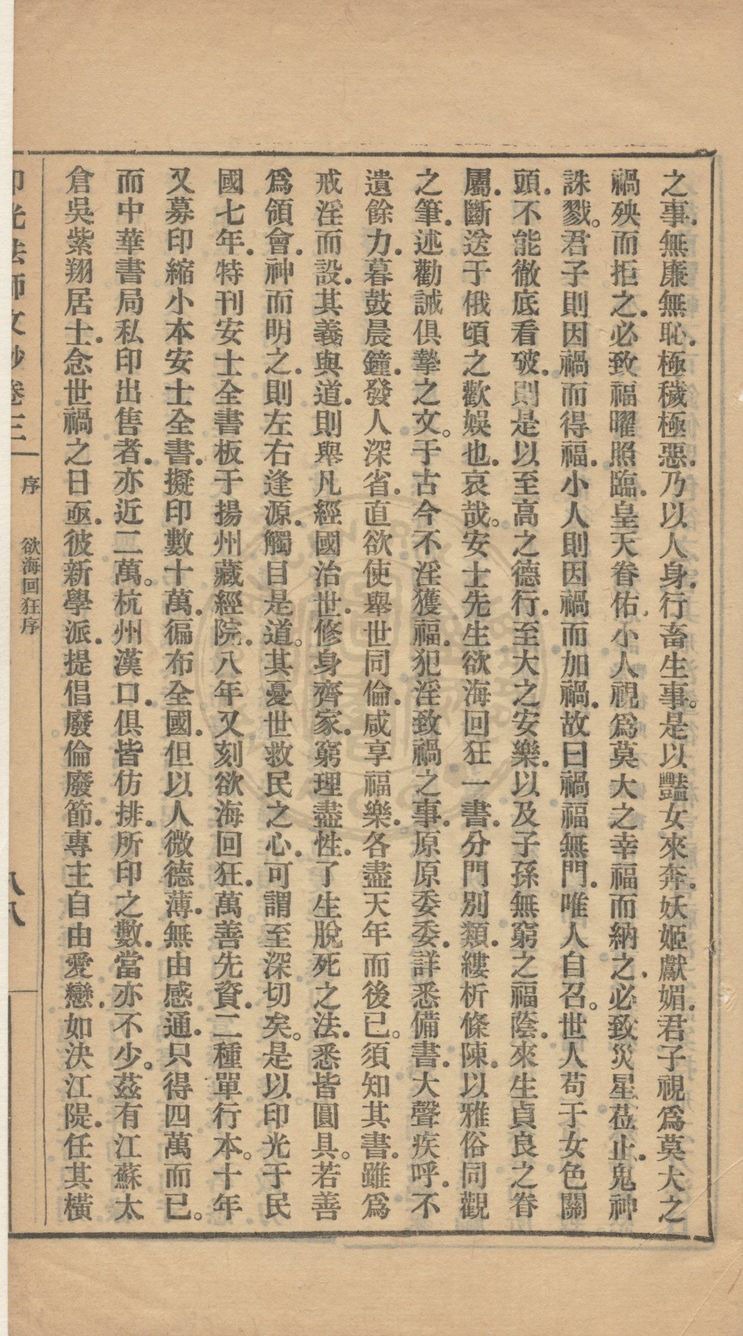 之事。無廉無恥。極穢極惡。乃以人身。行畜生事。是以豔女來奔。妖姬獻媚。君子視爲莫大之
禍殃而拒之。必致福曜照臨。皇天眷佑。小人視爲莫大之幸福而納之。必致災星莅止。鬼神
誅戮。君子則因禍而得福。小人則因禍而加禍。故曰禍福無門。唯人自召。世人苟于女色關
頭。不能徹底看破。則是以至高之德行。至大之安樂。以及子孫無窮之福蔭。來生貞良之眷
屬。斷送于俄頃之歡娛也。哀哉。安士先生欲海回狂一書。分門別類。縷析條陳。以雅俗同觀
之筆。述勸誡俱摯之文。于古今不淫獲福。犯淫致禍之事。原原委委。詳悉備書。大聲疾呼。不
遺餘力。暮鼓晨鐘。發人深省。直欲使舉世同倫。咸享福樂。各盡天年而後已。須知其書。雖爲
戒淫而設。其義與道。則舉凡經國治世。修身齊家。窮理盡性。了生脫死之法。悉皆圓具。若善
爲領會。神而明之。則左右逢源。觸目是道。其憂世救民之心。可謂至深切矣。是以印光于民
國七年。特刊安士全書板于揚州藏經院。八年又刻欲海回狂。萬善先資。二種單行本。十年
又募印縮小本安士全書。擬印數十萬。徧布全國。但以人微德薄。無由感通。只得四萬而已。
而中華書局私印出售者。亦近二萬。杭州漢口。俱皆仿排。所印之數。當亦不少。茲有江蘇太
倉吳紫翔居士。念世禍之日亟。彼新學派。提倡廢倫廢節。專主自由愛戀。如決江隄。任其橫
印光法師文鈔卷三 序 欲海回狂序 八八